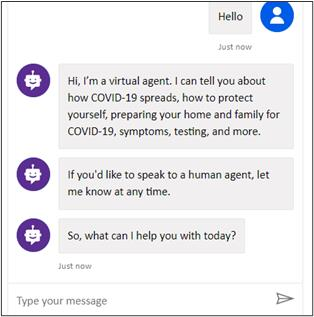 Hello
Just now
Hi, I'm a virtual agent. I can tell you about
how COVID-19 spreads, how to protect
yourself, preparing your home and family for
COVID-19, symptoms, testing, and more.
If you'd like to speak to a human agent, let
me know at any time.
So, what can I help you with today?
Just now
Type your message